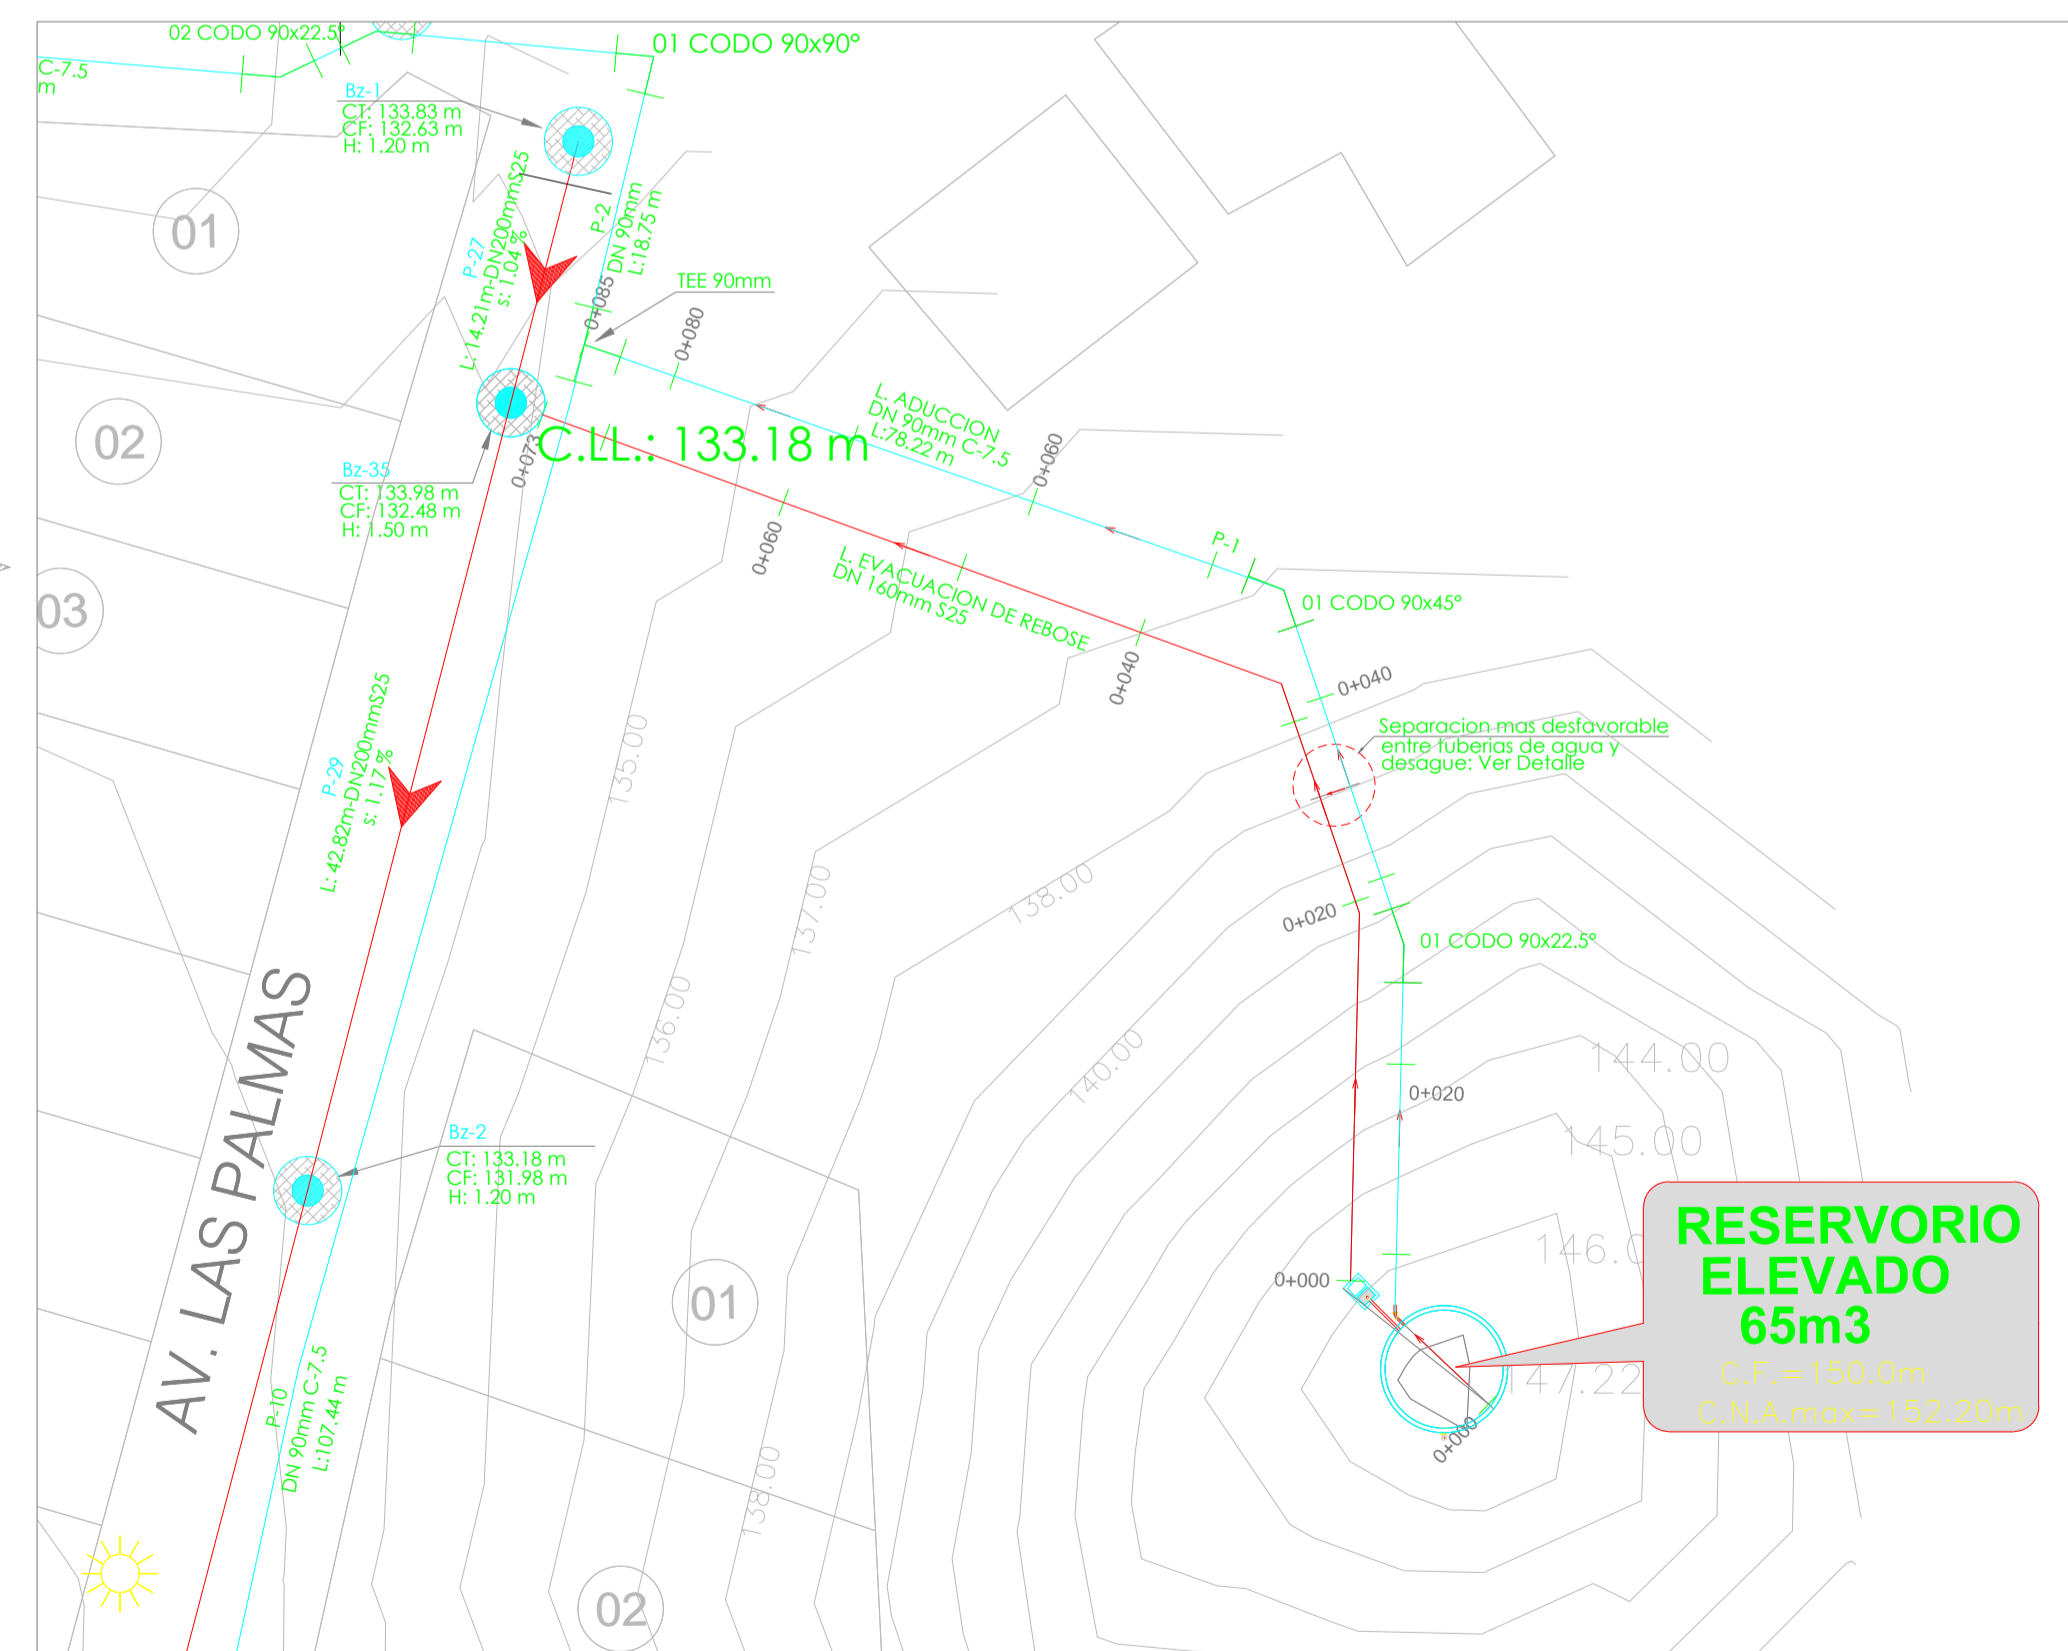 02 CODO 90x22.5°
01 CODO 90x90°
C-7.5
m
Bz-1
CT: 133.83 m
CF: 132.63 m
H: 1.20 m
01
P-27
L: 14.21m-DN200mmS25
s: 1.04 %
P-2
DN 90mm
L:18.75 m
TEE 90mm
0+085
0+080
02
C.LL.: 133.18 m
0+073
L. ADUCCION
DN 90mm C-7.5
L:78.22 m
0+060
Bz-35
CT: 133.98 m
CF: 132.48 m
H: 1.50 m
0+060
L. EVACUACION DE REBOSE
DN 160mm S25
P-1
01 CODO 90x45°
03
0+040
0+040
Separacion mas desfavorable
entre tuberias de agua y
desague: Ver Detalle
P-29
L: 42.82m-DN200mmS25
s: 1.17 %
135.00
137.00
138.00
0+020
01 CODO 90x22.5°
136.00
140.00
144.00
0+020
145.00
AV. LAS PALMAS
Bz-2
CT: 133.18 m
CF: 131.98 m
H: 1.20 m
146.0
RESERVORIO
ELEVADO
65m3
C.F.=150.0m
C.N.A.max=152.20m
0+000
01
147.22
0+000
P-10
DN 90mm C-7.5
L:107.44 m
138.00
02